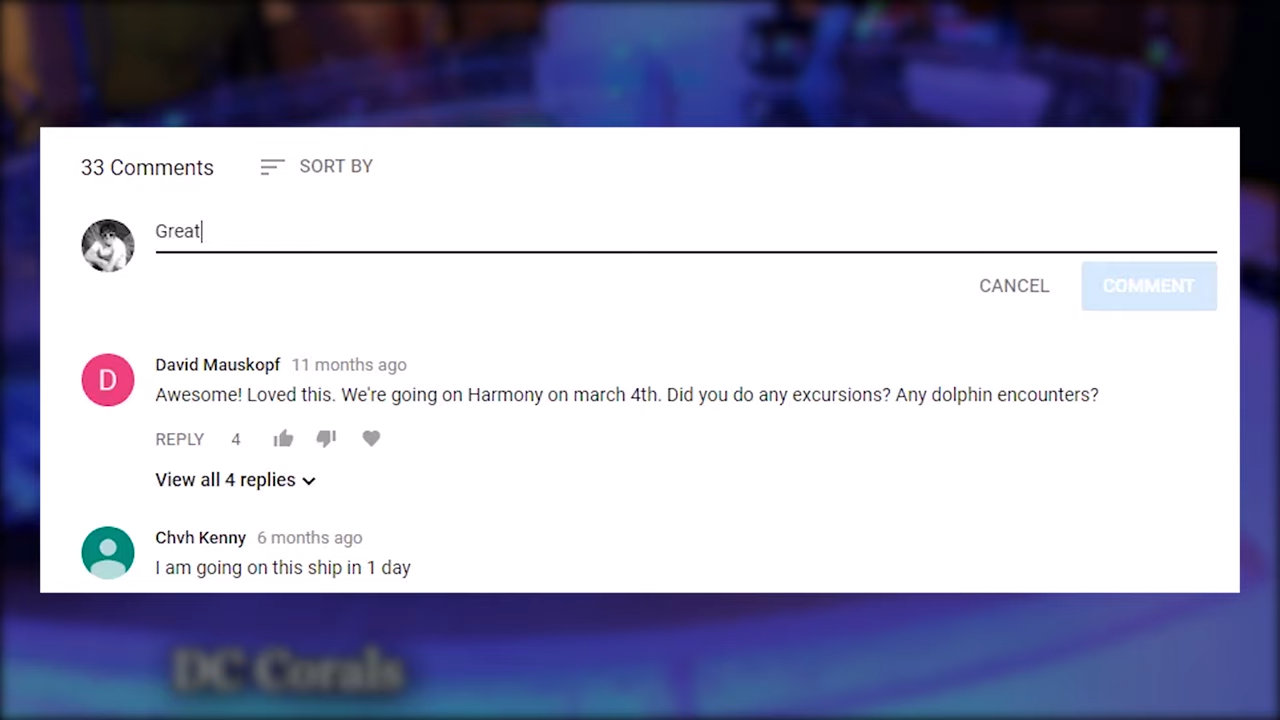 33 Comments
SORT BY
Great
CANCEL
COMMENT
D
David Mauskopf 11 months ago
Awesome! Loved this. We're going on Harmony on march 4th. Did you do any excursions? Any dolphin encounters?
REPLY 4
View all 4 replies
Chvh Kenny 6 months ago
I am going on this ship in 1 day
DC Corals